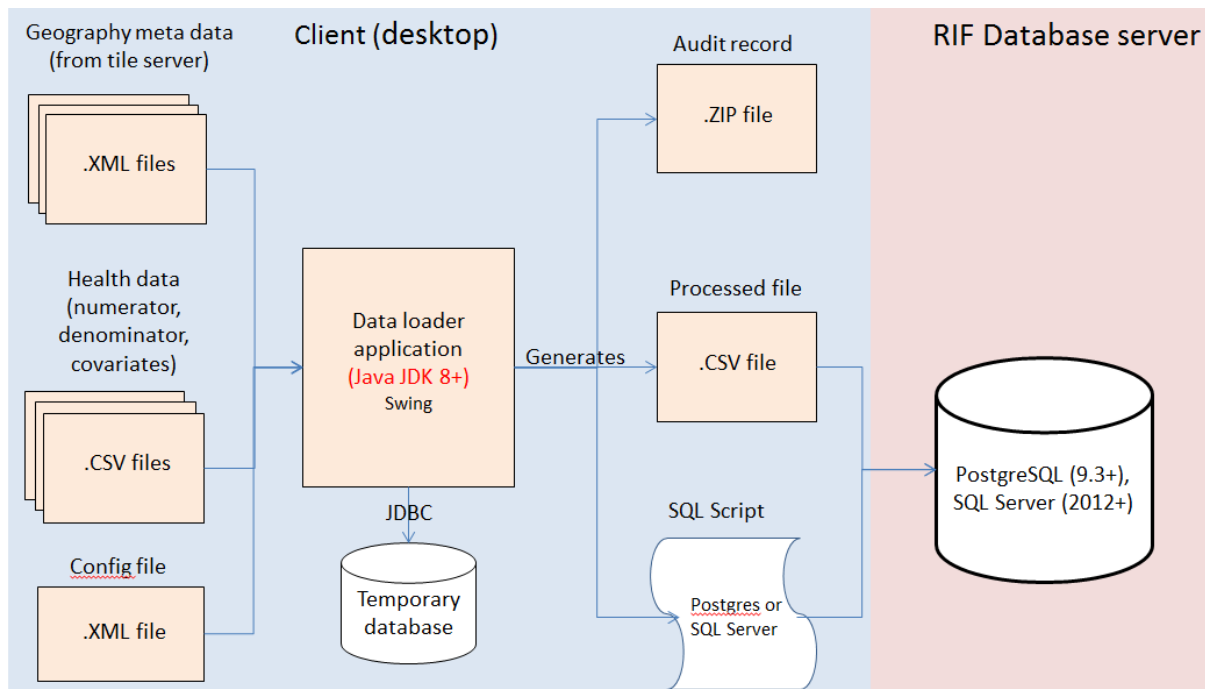 Geography meta data
(from tile server)
Client (desktop)
Audit record
RIF Database server
.XML files
.ZIP file
Health data
(numerator,
denominator,
covariates)
Data loader
application
(Java JDK 8+)
Swing
Generates
Processed file
.CSV file
.CSV files
JDBC
Temporary
database
Config file
.XML file
SQL Script
Postgres or
SQL Server
PostgreSQL (9.3+),
SQL Server (2012+)